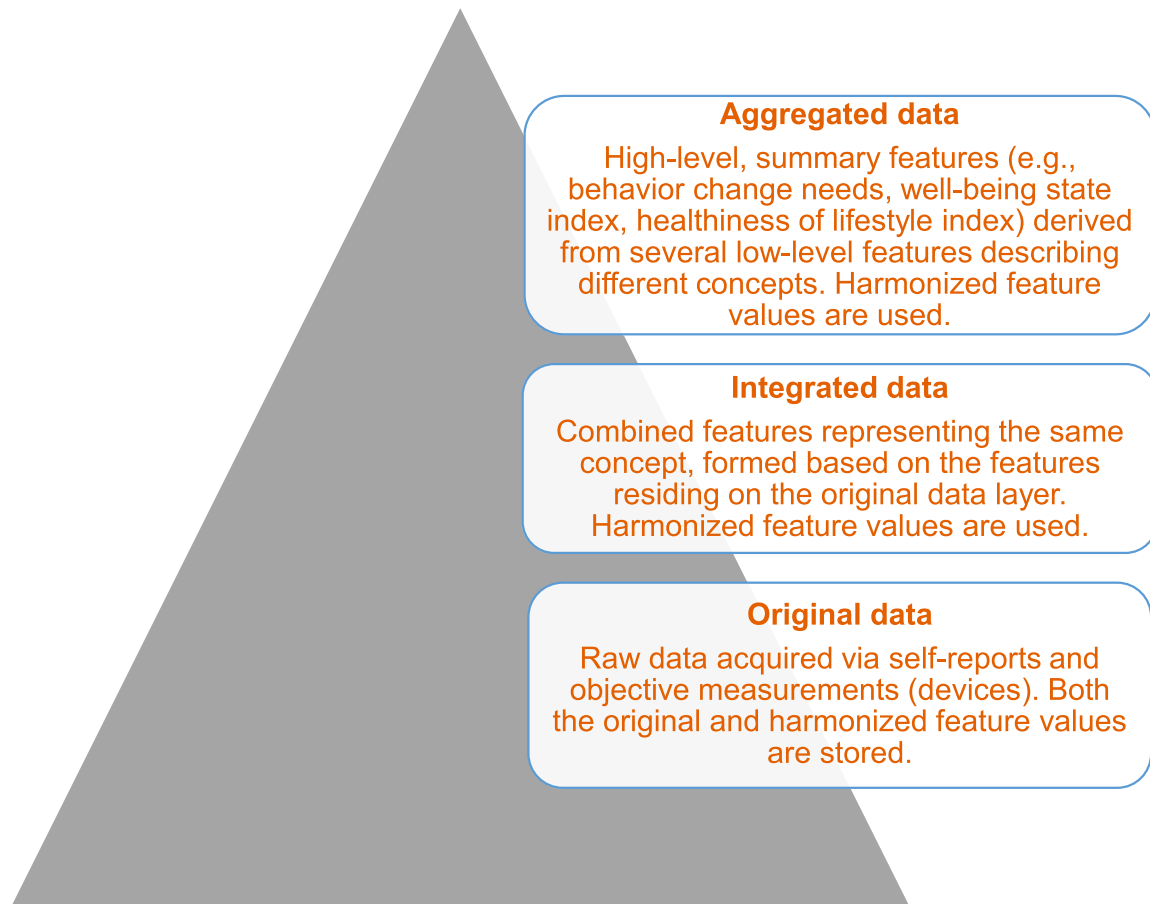 Aggregated data
High-level, summary features (e.g.,
behavior change needs, well-being state
index, healthiness of lifestyle index) derived
from several low-level features describing
different concepts. Harmonized feature
values are used.
Integrated data
Combined features representing the same
concept, formed based on the features
residing on the original data layer.
Harmonized feature values are used.
Original data
Raw data acquired via self-reports and
objective measurements (devices). Both
the original and harmonized feature values
are stored.